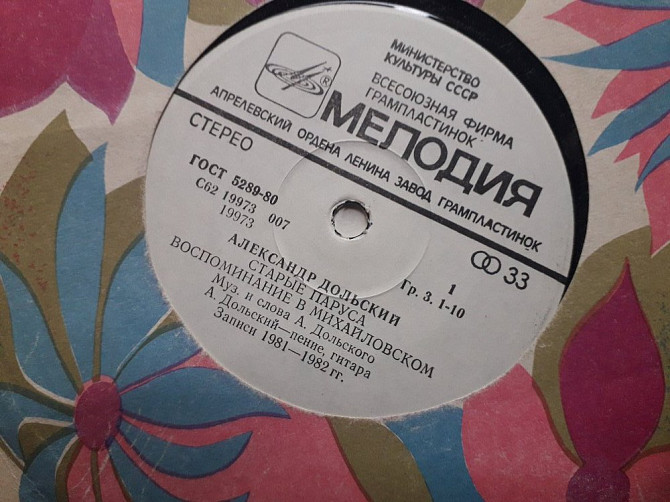 МИНИСТЕРСТВО
КУЛЬТУРЫ СССР
ВСЕСОЮЗНАЯ ФИРМА
ГРАМПЛАСТИНОК
®
МЕЛОДИЯ
АПРЕЛЕВСКИЙ ОРДЕНА ЛЕНИНА ЗАВОД ГРАМПЛАСТИНОК
СТЕРЕО
33
ГОСТ 5289-80
С62 19973 007
19973
1
Гр. 3. 1-10
АЛЕКСАНДР ДОЛЬСКИЙ
СТАРЫЕ ПАРУСА
ВОСПОМИНАНИЕ В МИХАЙЛОВСКОМ
Муз. и слова А. Дольского
А. Дольский—пение, гитара
Записи 1981—1982 гг.